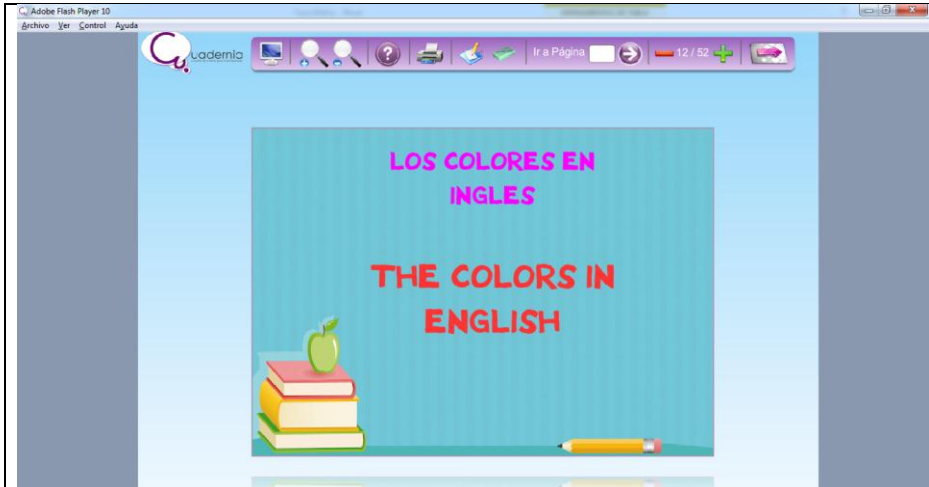 Adobe Flash Player 10
Archivo Ver Control Ayuda
Cuadernia
Ir a Página
12 / 52
LOS COLORES EN
INGLES
THE COLORS IN
ENGLISH